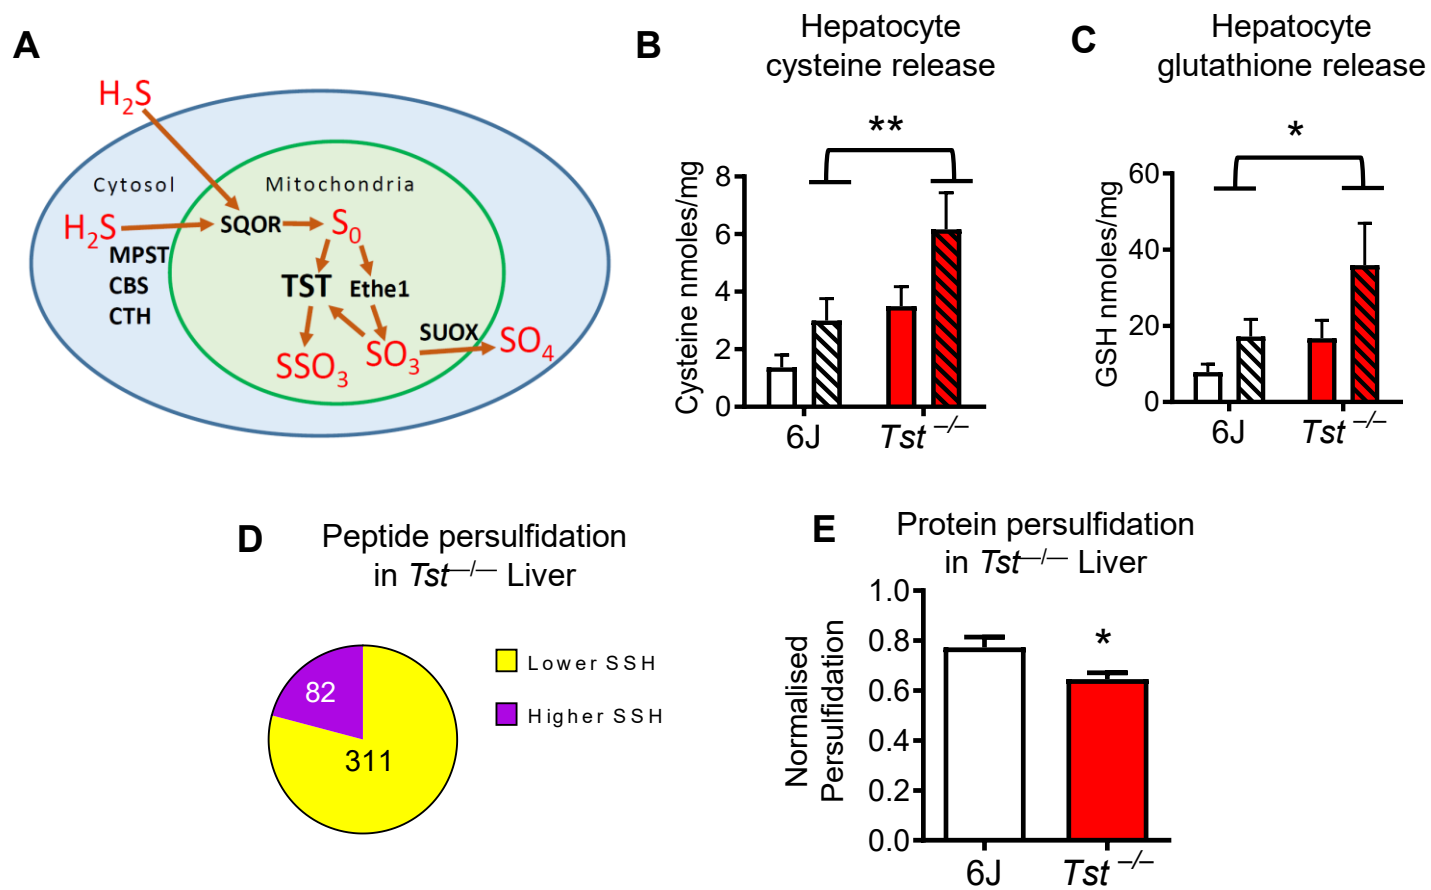 A
H2S
Cytosol
Mitochondria
H2S
SQOR
S0
MPST
CBS
CTH
TST
Ethe1
SUOX
SSO3
SO3
SO4
B
Hepatocyte
cysteine release
**
Cysteine nmoles/mg
8
6
4
2
0
6J
Tst –/–
C
Hepatocyte
glutathione release
*
GSH nmoles/mg
60
40
20
0
6J
Tst –/–
D
Peptide persulfidation
in Tst—/— Liver
82
311
Lower SSH
Higher SSH
E
Protein persulfidation
in Tst—/— Liver
Normalised
Persulfidation
1.0
0.8
0.6
0.4
0.2
0.0
*
6J
Tst –/–